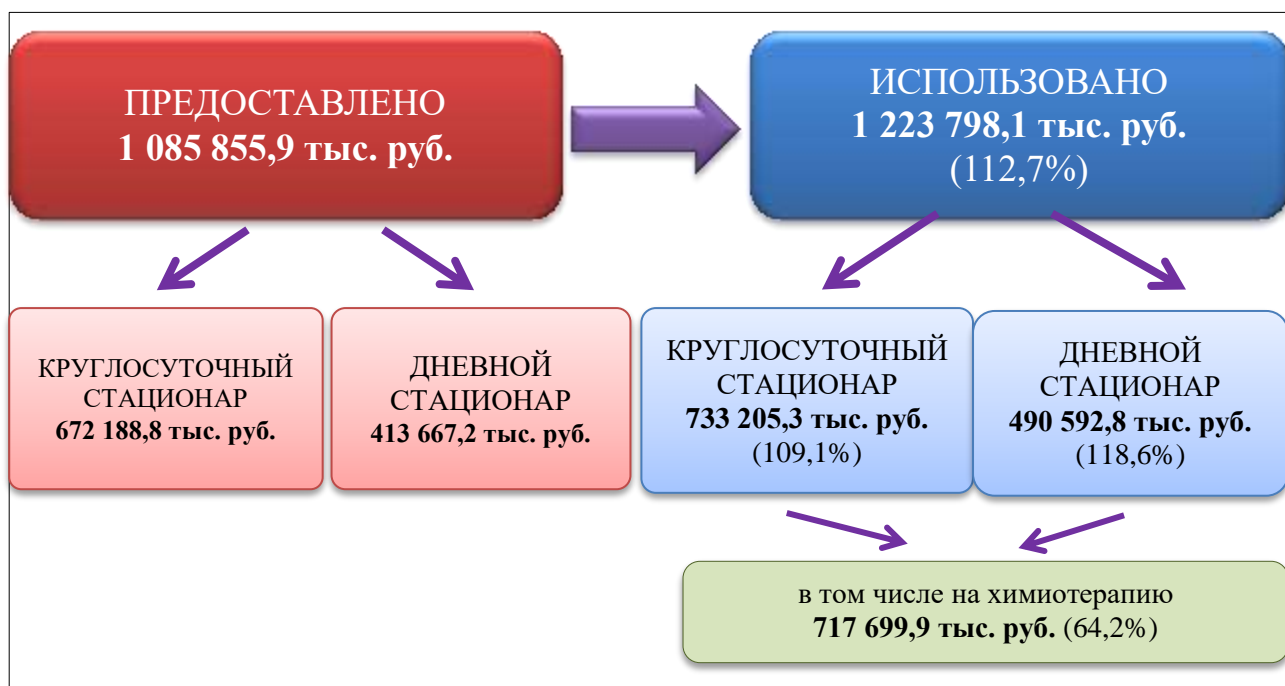 ПРЕДОСТАВЛЕНО
1 085 855,9 тыс. руб.
ИСПОЛЬЗОВАНО
1 223 798,1 тыс. руб.
(112,7%)
КРУГЛОСУТОЧНЫЙ
СТАЦИОНАР
672 188,8 тыс. руб.
ДНЕВНОЙ
СТАЦИОНАР
413 667,2 тыс. руб.
КРУГЛОСУТОЧНЫЙ
СТАЦИОНАР
733 205,3 тыс. руб.
(109,1%)
ДНЕВНОЙ
СТАЦИОНАР
490 592,8 тыс. руб.
(118,6%)
в том числе на химиотерапию
717 699,9 тыс. руб. (64,2%)